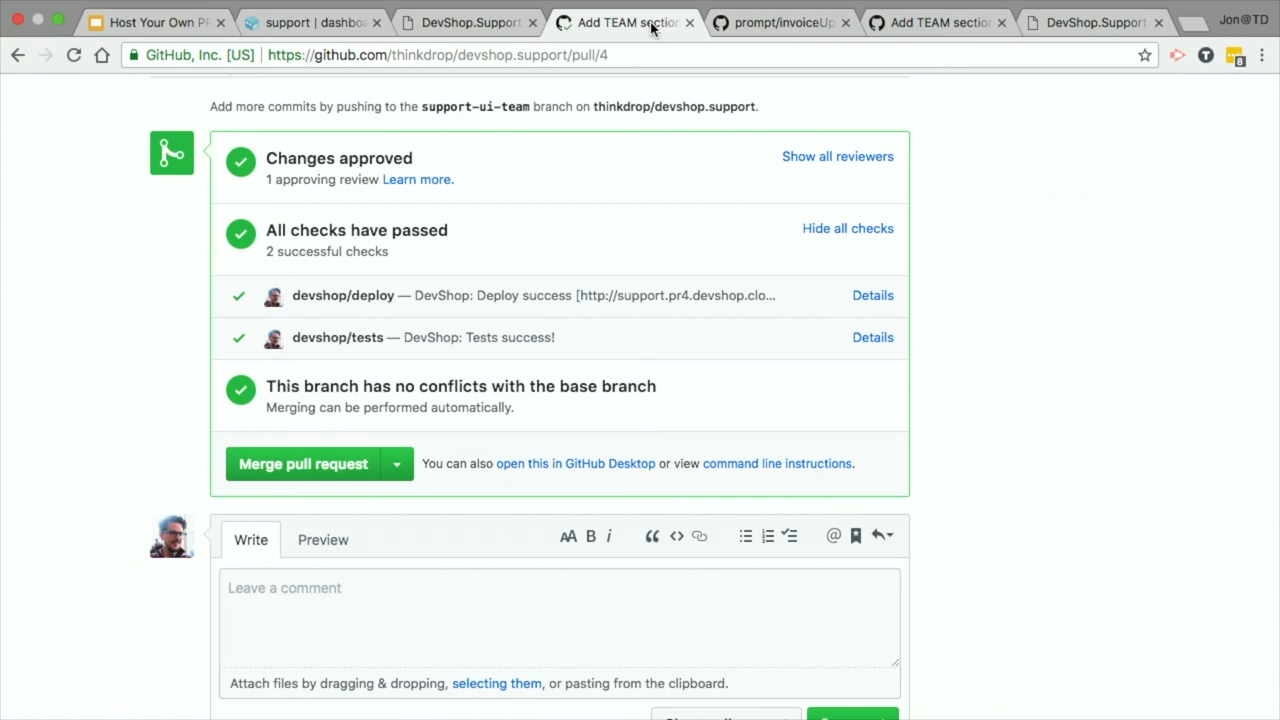 Host Your Own P
support | dashbo
DevShop.Support
Add TEAM section
prompt/invoiceUp
Add TEAM section
DevShop.Support
Jon@TD
GitHub, Inc. [US] https://github.com/thinkdrop/devshop.support/pull/4
8
Add more commits by pushing to the support-ui-team branch on thinkdrop/devshop.support.
Changes approved
Show all reviewers
1 approving review Learn more.
All checks have passed
Hide all checks
2 successful checks
devshop/deploy — DevShop: Deploy success [http://support.pr4.devshop.clo...
Details
devshop/tests — DevShop: Tests success!
Details
This branch has no conflicts with the base branch
Merging can be performed automatically.
Merge pull request
You can also open this in GitHub Desktop or view command line instructions.
Write
Preview
Leave a comment
Attach files by dragging & dropping, selecting them, or pasting from the clipboard.